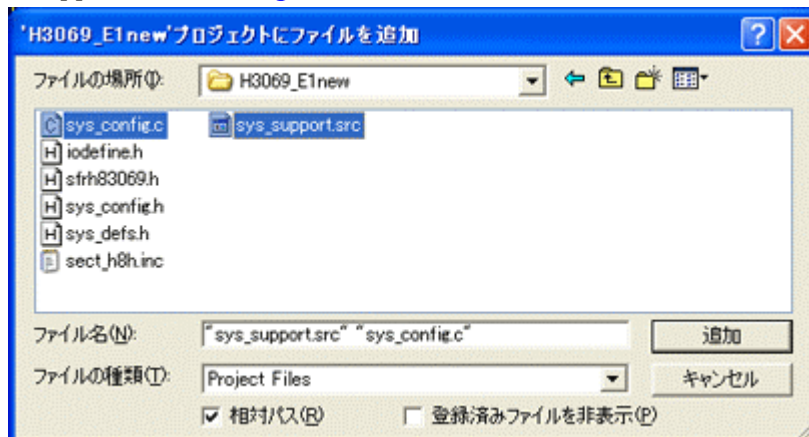 'H3069_E1new'プロジェクトにファイルを追加
ファイルの場所(I):
H3069_E1new
sys_config.c
sys_support.src
iodefine.h
sfrh83069.h
sys_config.h
sys_defs.h
sect_h8h.inc
ファイル名(N):
"sys_support.src" "sys_config.c"
追加
ファイルの種類(T):
Project Files
キャンセル
相対パス(R)
登録済みファイルを非表示(P)